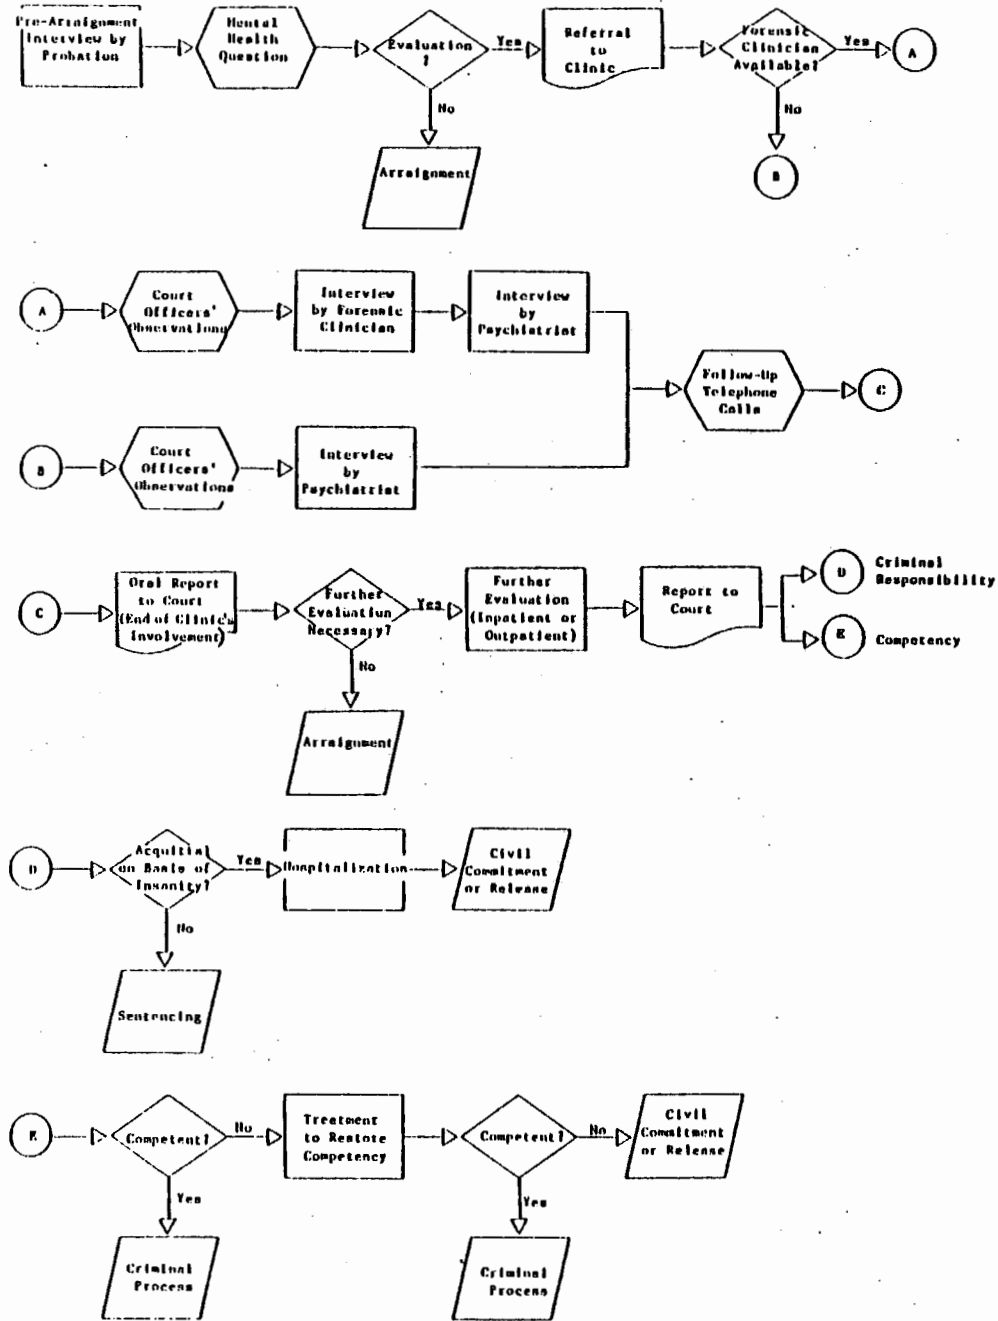 Pre-Arraignment
Interview by
Probation
Mental
Health
Question
Evaluation
?
Yes
No
Referral
to
Clinic
Forensic
Clinician
Available?
Yes
A
No
B
Arraignment
A
Court
Officers'
Observations
Interview
by Forensic
Clinician
Interview
by
Psychiatrist
Follow-Up
Telephone
Calls
C
B
Court
Officers'
Observations
Interview
by
Psychiatrist
C
Oral Report
to Court
(End of Clinic's
Involvement)
Further
Evaluation
Necessary?
Yes
No
Further
Evaluation
(Inpatient or
Outpatient)
Report to
Court
D
Criminal
Responsibility
E
Competency
Arraignment
D
Acquittal
on Basis of
Insanity?
Yes
No
Hospitalization
Civil
Commitment
or Release
Sentencing
E
Competent?
No
Yes
Treatment
to Restore
Competency
Competent?
No
Yes
Civil
Commitment
or Release
Criminal
Process
Criminal
Process